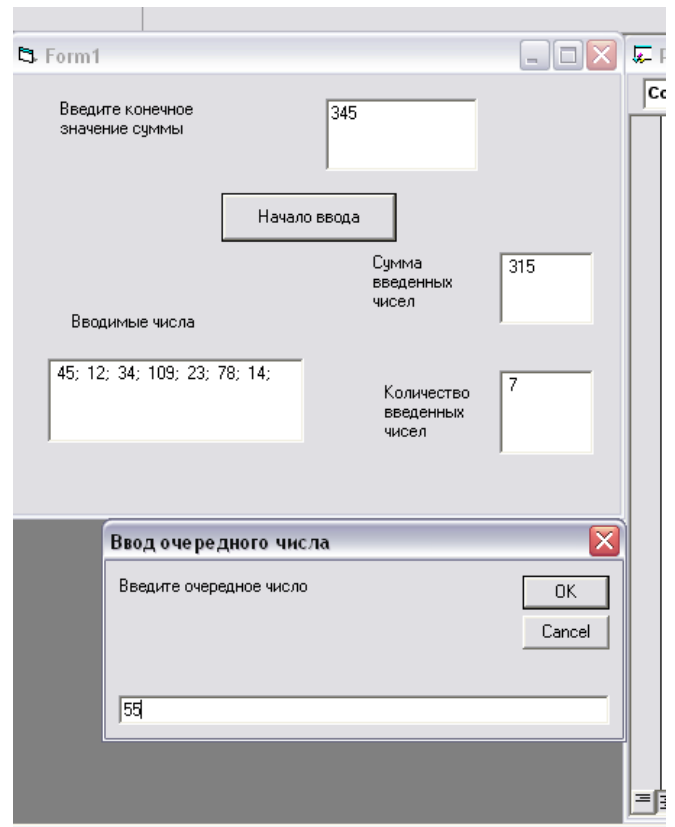 Form1
Введите конечное
значение суммы
345
Начало ввода
Сумма
введенных
чисел
315
Вводимые числа
45; 12; 34; 109; 23; 78; 14;
Количество
введенных
чисел
7
Ввод очередного числа
Введите очередное число
OK
Cancel
55